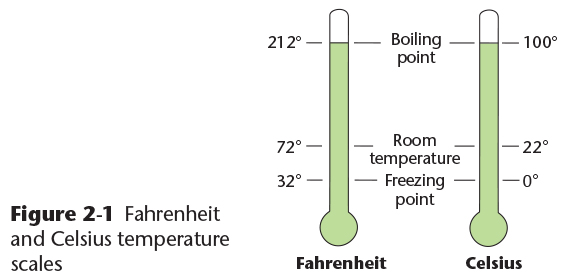 212° Boiling 100°
point
72° Room 22°
temperature
32° Freezing 0°
point
Figure 2-1 Fahrenheit
and Celsius temperature
scales
Fahrenheit Celsius